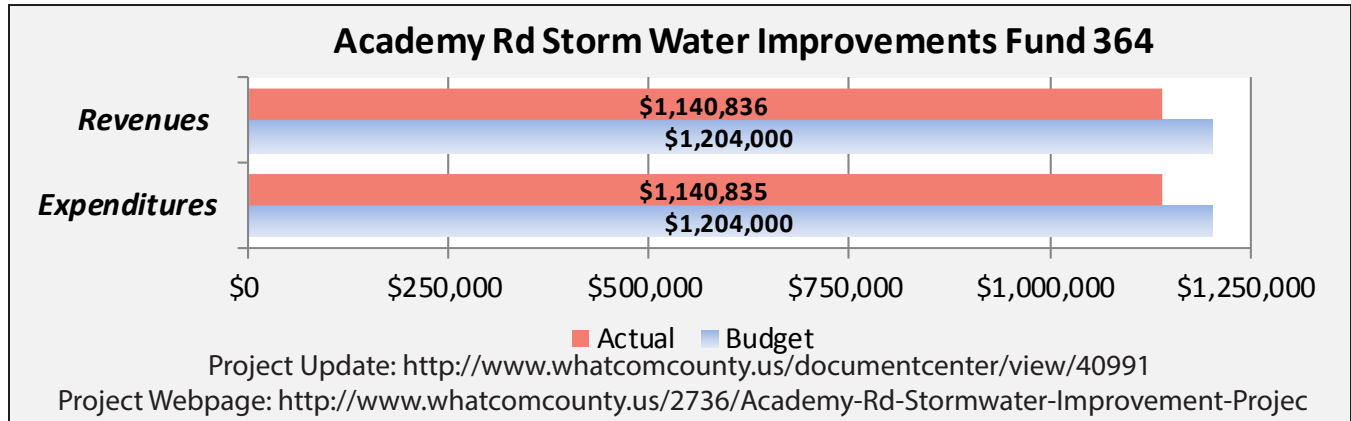 Academy Rd Storm Water Improvements Fund 364
Revenues
$1,140,836
$1,204,000
Expenditures
$1,140,835
$1,204,000
$0 $250,000 $500,000 $750,000 $1,000,000 $1,250,000
Actual Budget
Project Update: http://www.whatcomcounty.us/documentcenter/view/40991
Project Webpage: http://www.whatcomcounty.us/2736/Academy-Rd-Stormwater-Improvement-Projec